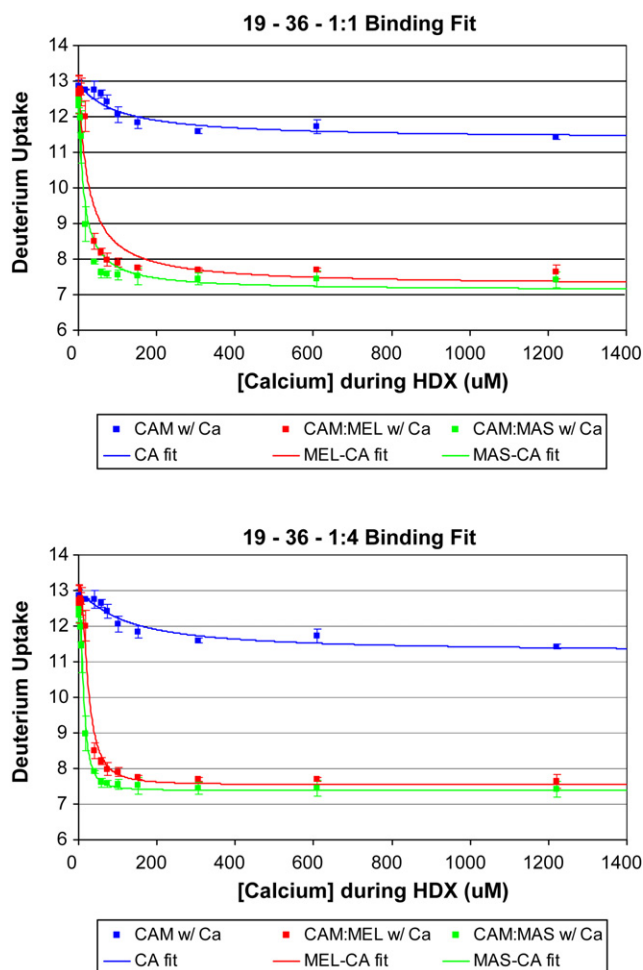 19 - 36 - 1:1 Binding Fit
Deuterium Uptake
14
13
12
11
10
9
8
7
6
0 200 400 600 800 1000 1200 1400
[Calcium] during HDX (uM)
CAM w/ Ca CAM:MEL w/ Ca CAM:MAS w/ Ca
CA fit MEL-CA fit MAS-CA fit
19 - 36 - 1:4 Binding Fit
Deuterium Uptake
14
13
12
11
10
9
8
7
6
0 200 400 600 800 1000 1200 1400
[Calcium] during HDX (uM)
CAM w/ Ca CAM:MEL w/ Ca CAM:MAS w/ Ca
CA fit MEL-CA fit MAS-CA fit